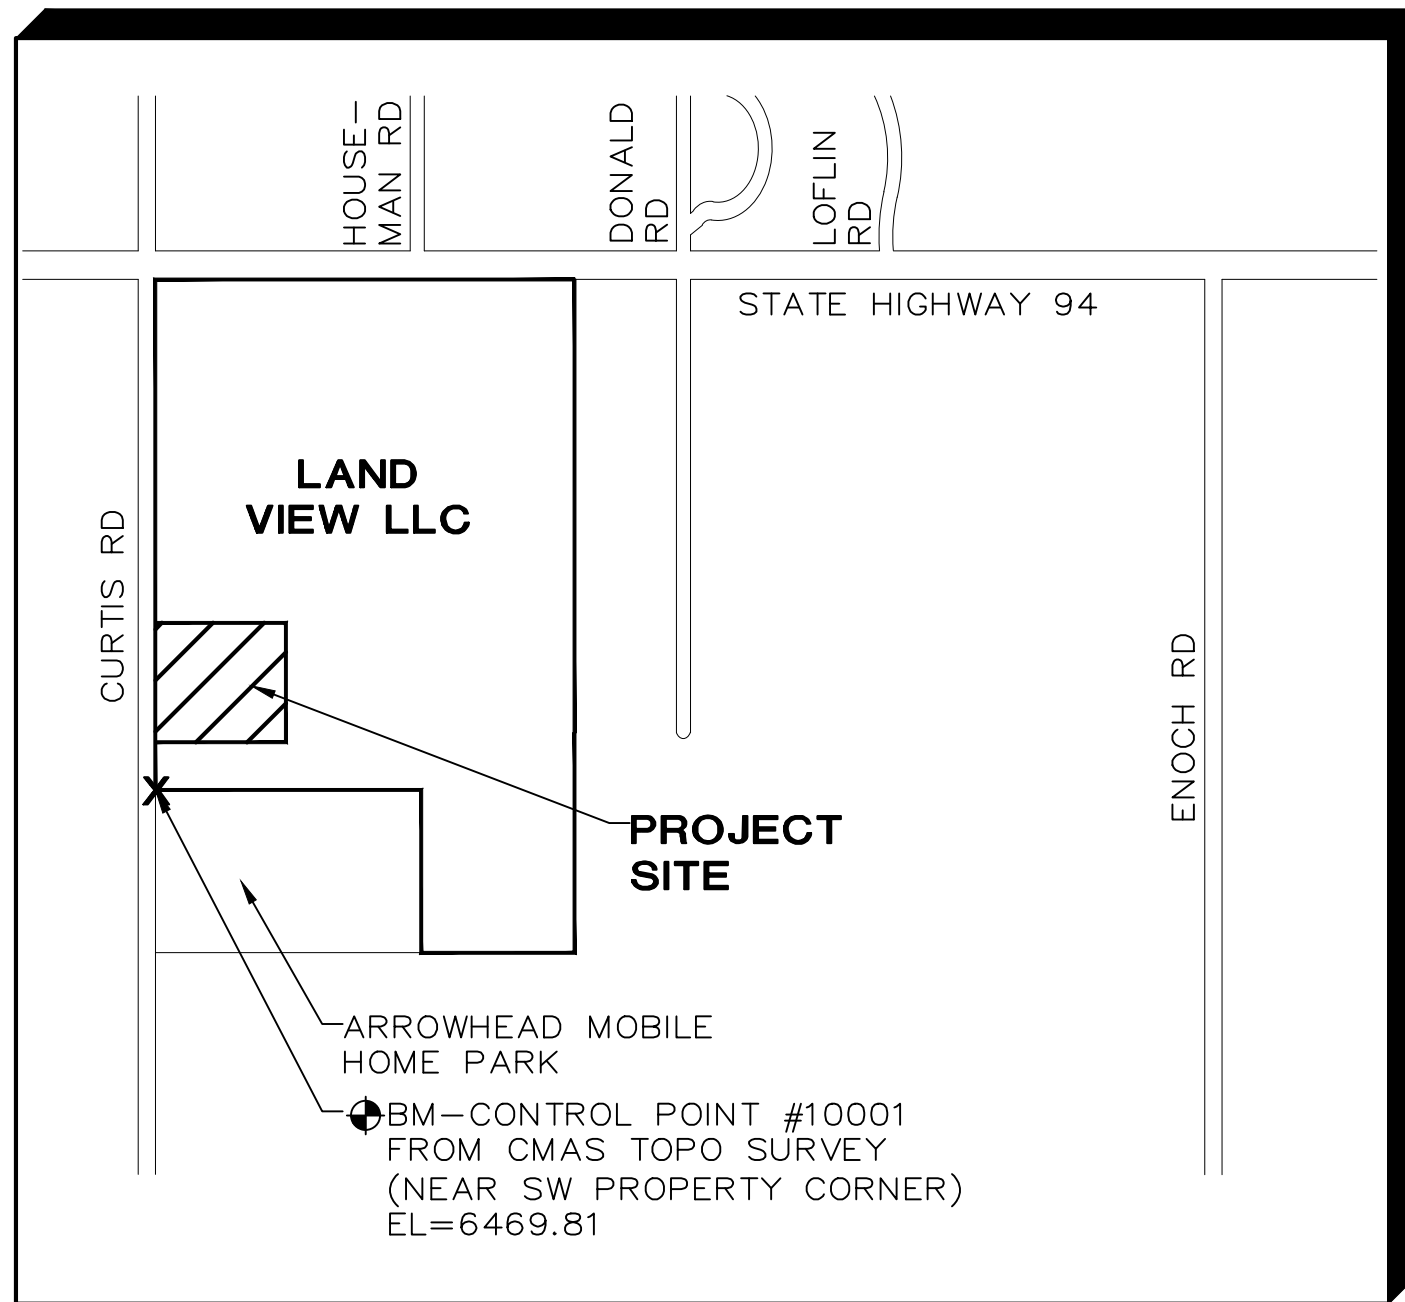 HOUSE-
MAN RD
DONALD
RD
LOFLIN
RD
STATE HIGHWAY 94
LAND
VIEW LLC
CURTIS RD
ENOCH RD
X
PROJECT
SITE
ARROWHEAD MOBILE
HOME PARK
BM-CONTROL POINT #10001
FROM CMAS TOPO SURVEY
(NEAR SW PROPERTY CORNER)
EL=6469.81